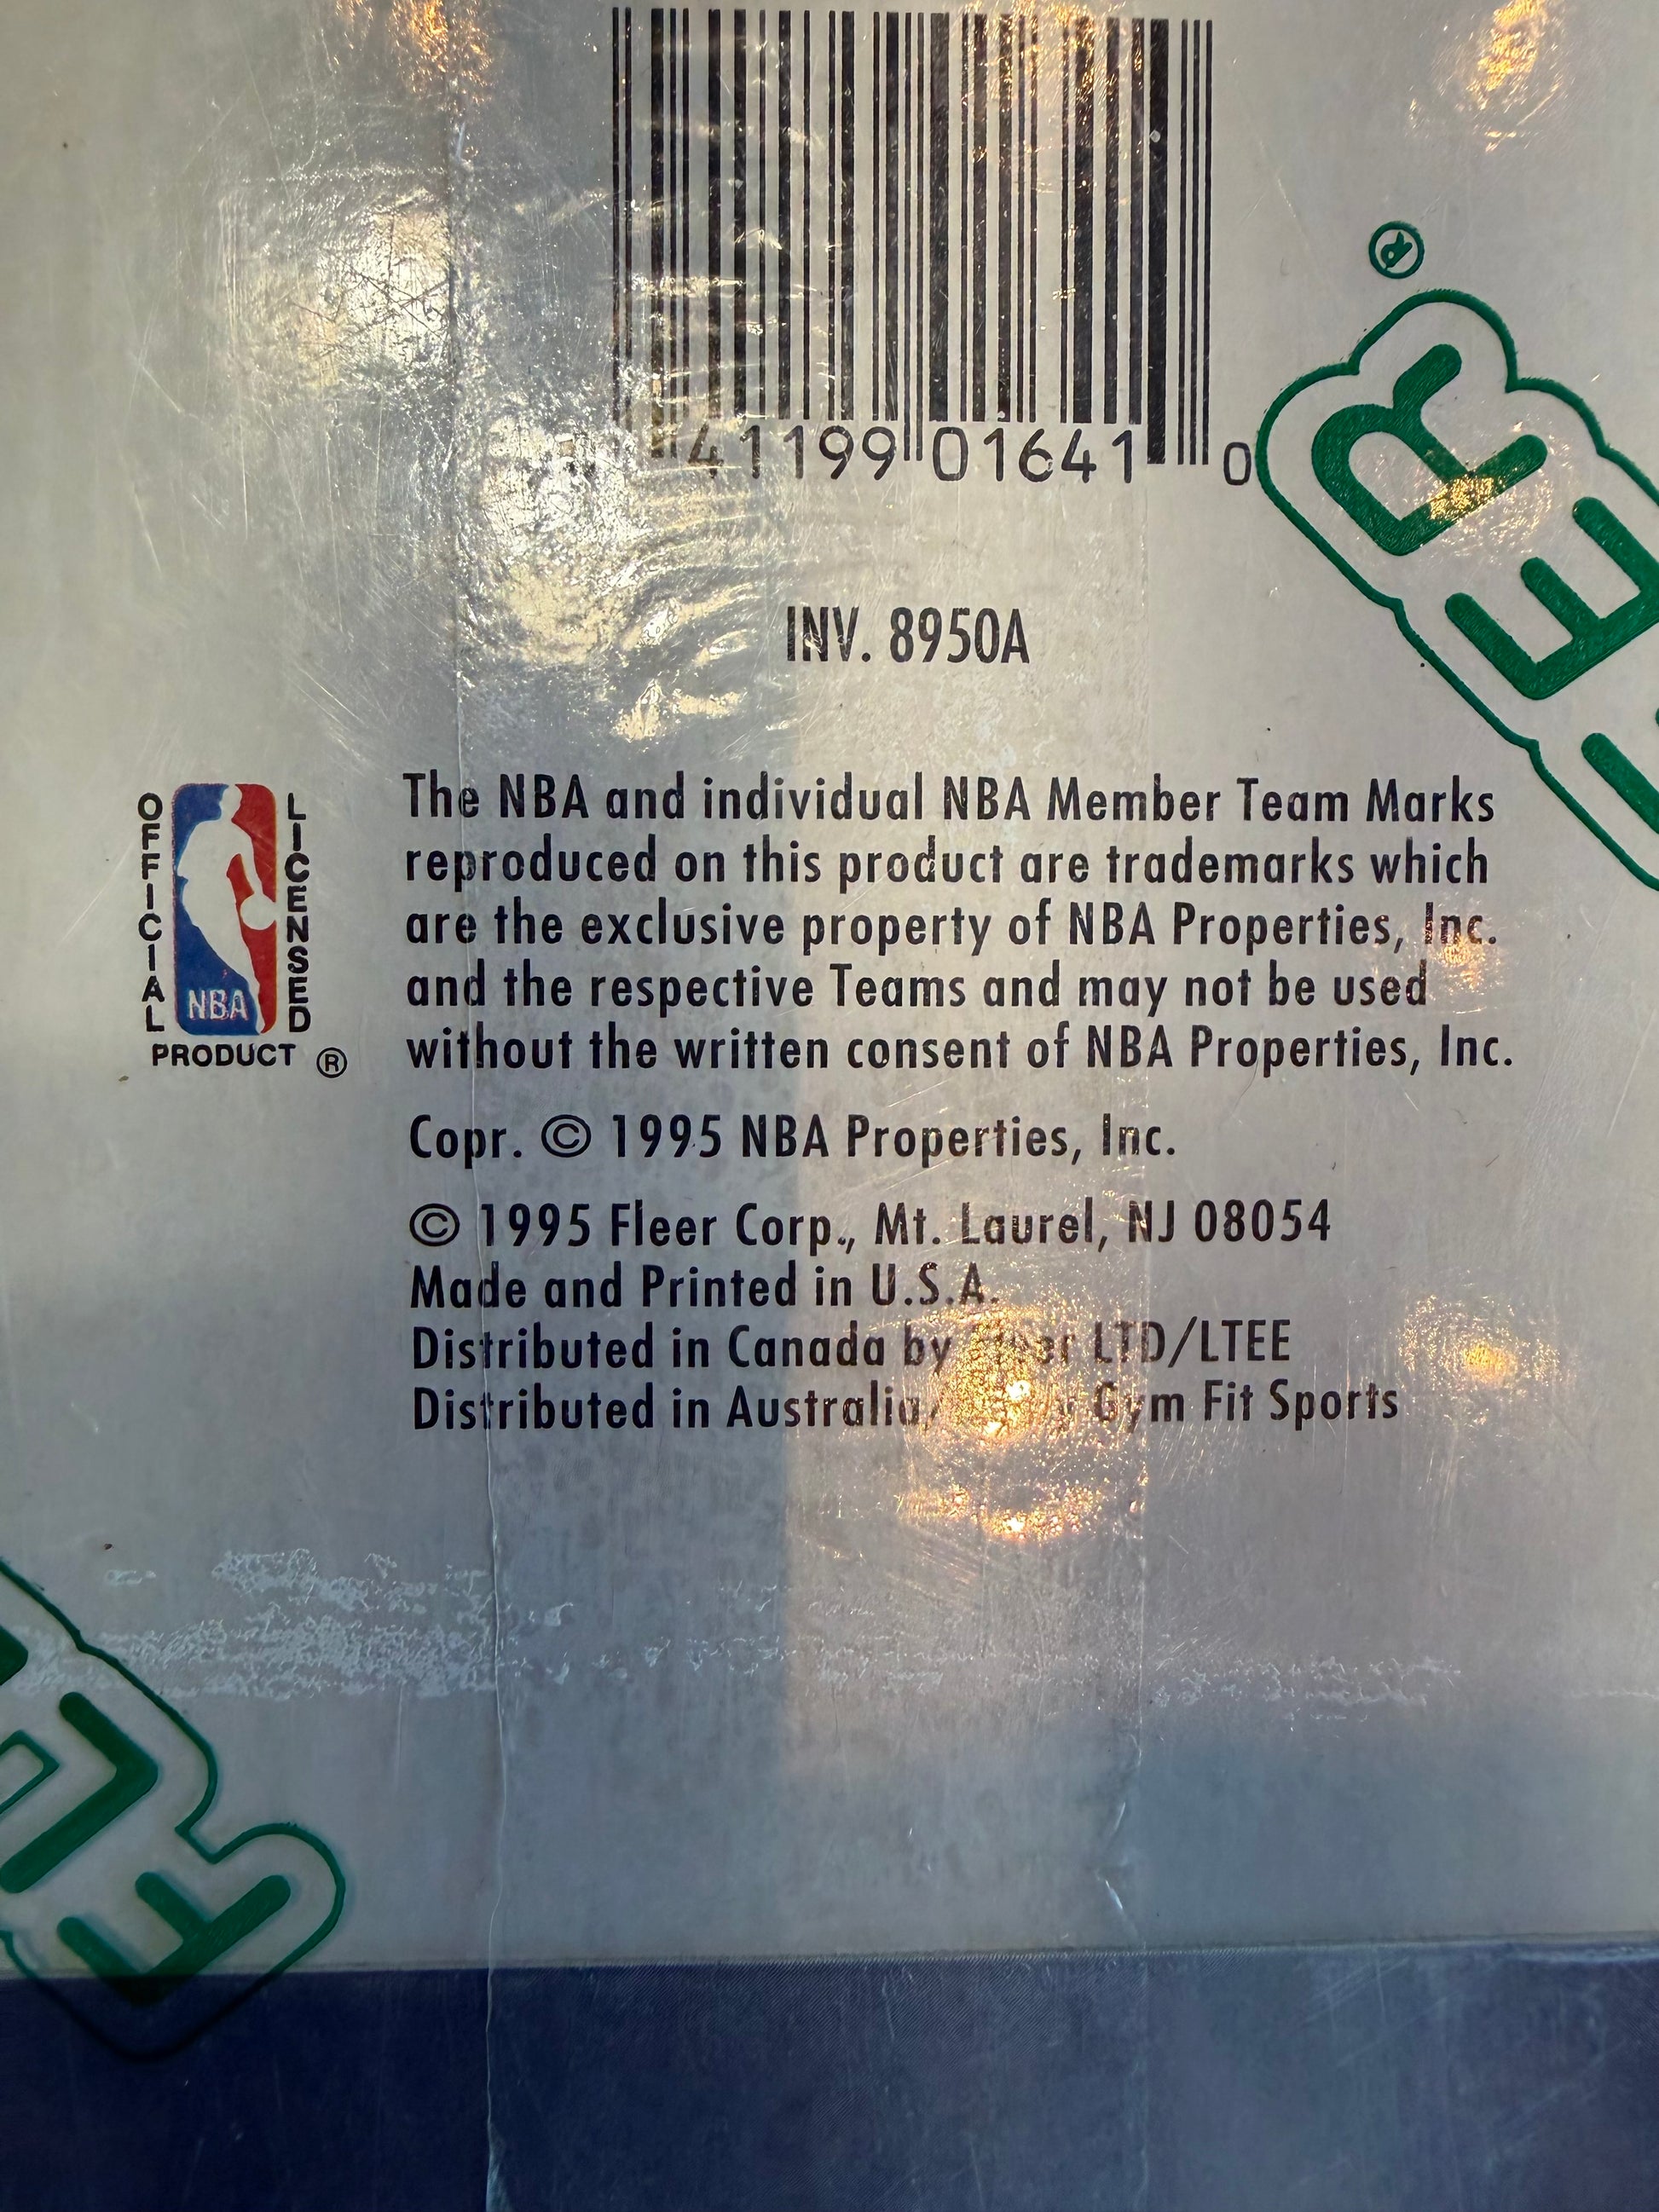 41199 01641 0
INV. 8950A
OFFICIAL LICENSED
NBA
PRODUCT ®
The NBA and individual NBA Member Team Marks
reproduced on this product are trademarks which
are the exclusive property of NBA Properties, Inc.
and the respective Teams and may not be used
without the written consent of NBA Properties, Inc.
Copr. © 1995 NBA Properties, Inc.
© 1995 Fleer Corp., Mt. Laurel, NJ 08054
Made and Printed in U.S.A.
Distributed in Canada by LTD/LTEE
Distributed in Australia Gym Fit Sports
ER ®
FLE